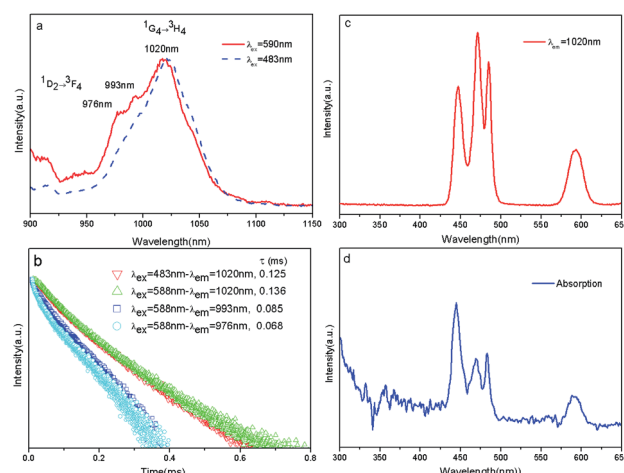 a
¹G₄→³H₄
1020nm
λex=590nm
λex=483nm
¹D₂→³F₄
993nm
976nm
Intensity(a.u.)
900 950 1000 1050 1100 1150
Wavelength(nm)
c
λem=1020nm
Intensity(a.u.)
300 350 400 450 500 550 600 650
Wavelength(nm)
b
τ (ms)
λex=483nm-λem=1020nm, 0.125
λex=588nm-λem=1020nm, 0.136
λex=588nm-λem=993nm, 0.085
λex=588nm-λem=976nm, 0.068
Intensity(a.u.)
0.0 0.2 0.4 0.6 0.8
Time(ms)
d
Absorption
Intensity(a.u.)
300 350 400 450 500 550 600 65
Wavelength(nm)